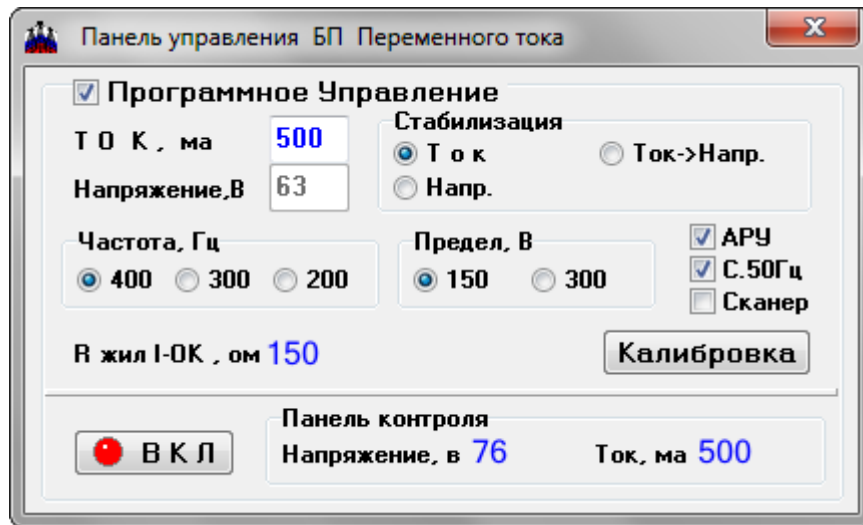 Панель управления БП Переменного тока
Программное Управление
Т О К , ма 500
Напряжение,В 63
Стабилизация
Т о к
Ток->Напр.
Напр.
Частота, Гц
400 300 200
Предел, В
150 300
АРУ
С.50Гц
Сканер
R жил I-ОК , ом 150
Калибровка
В К Л
Панель контроля
Напряжение, в 76 Ток, ма 500